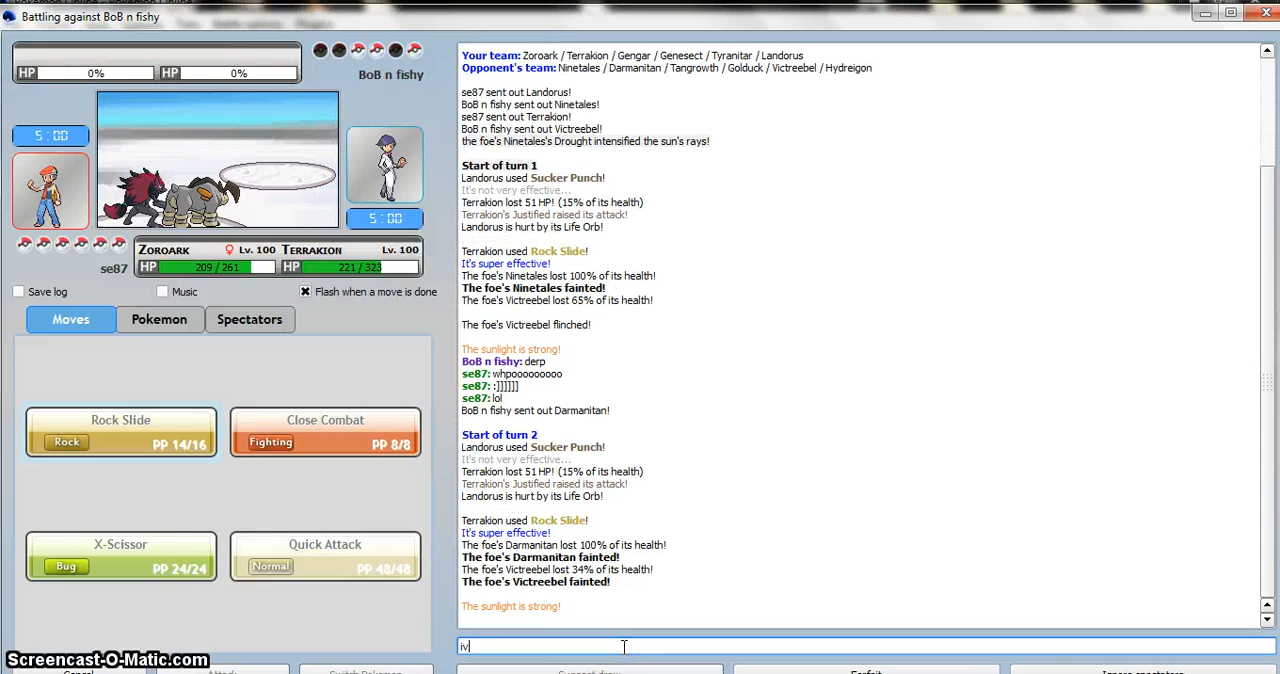 Battling against BoB n fishy
HP 0% HP 0%
BoB n fishy
5:00
5:00
ZOROARK Lv. 100 TERRAKION Lv. 100
HP 209 / 261 HP 221 / 323
se87
Save log
Music
Flash when a move is done
Moves
Pokemon
Spectators
Rock Slide
Rock PP 14/16
Close Combat
Fighting PP 8/8
X-Scissor
Bug PP 24/24
Quick Attack
Normal PP 48/48
Your team: Zoroark / Terrakion / Gengar / Genesect / Tyranitar / Landorus
Opponent's team: Ninetales / Darmanitan / Tangrowth / Golduck / Victreebel / Hydreigon
se87 sent out Landorus!
BoB n fishy sent out Ninetales!
se87 sent out Terrakion!
BoB n fishy sent out Victreebel!
the foe's Ninetales's Drought intensified the sun's rays!
Start of turn 1
Landorus used Sucker Punch!
It's not very effective...
Terrakion lost 51 HP! (15% of its health)
Terrakion's Justified raised its attack!
Landorus is hurt by its Life Orb!
Terrakion used Rock Slide!
It's super effective!
The foe's Ninetales lost 100% of its health!
The foe's Ninetales fainted!
The foe's Victreebel lost 65% of its health!
The foe's Victreebel flinched!
The sunlight is strong!
BoB n fishy: derp
se87: whpooooooooo
se87: :]]]]]]
se87: lol
BoB n fishy sent out Darmanitan!
Start of turn 2
Landorus used Sucker Punch!
It's not very effective...
Terrakion lost 51 HP! (15% of its health)
Terrakion's Justified raised its attack!
Landorus is hurt by its Life Orb!
Terrakion used Rock Slide!
It's super effective!
The foe's Darmanitan lost 100% of its health!
The foe's Darmanitan fainted!
The foe's Victreebel lost 34% of its health!
The foe's Victreebel fainted!
The sunlight is strong!
iv
Screencast-O-Matic.com